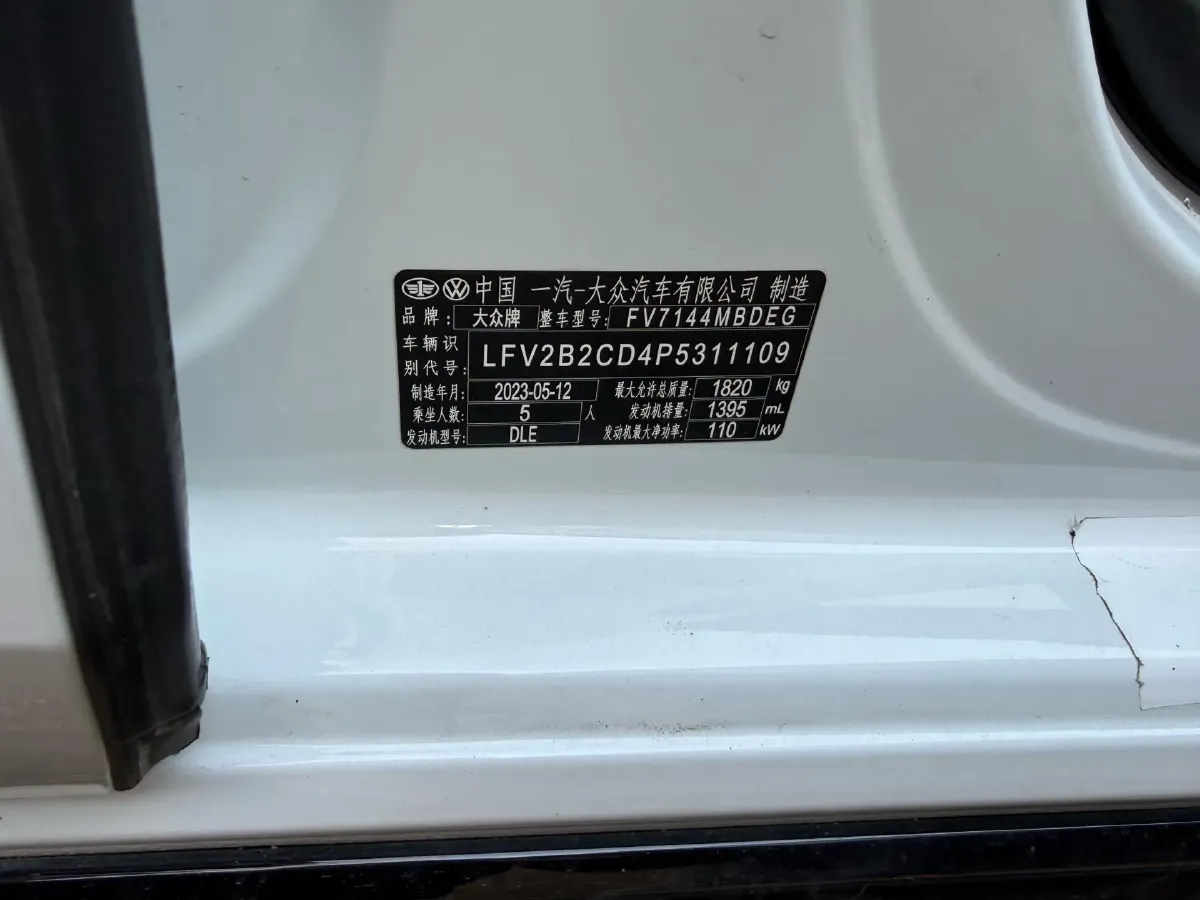 中国 一汽-大众汽车有限公司 制造
品牌: 大众牌 整车型号: FV7144MBDEG
车辆识别代号: LFV2B2CD4P5311109
制造年月: 2023-05-12 最大允许总质量: 1820 kg
乘坐人数: 5 人 发动机排量: 1395 mL
发动机型号: DLE 发动机最大净功率: 110 kW